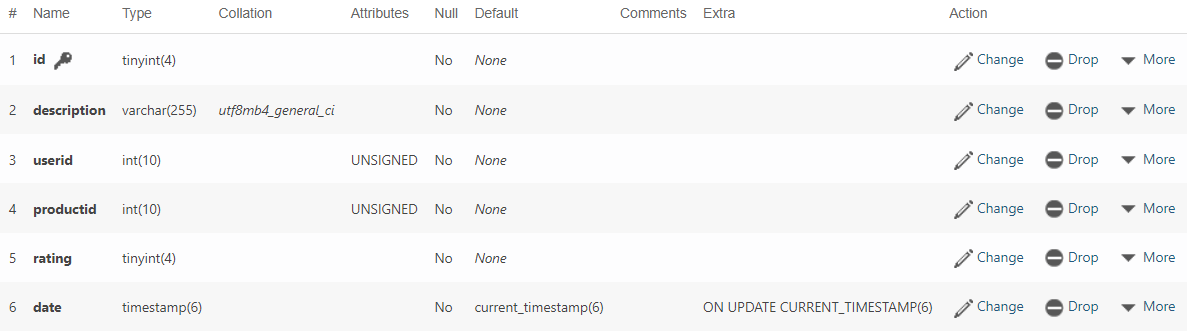 # Name Type Collation Attributes Null Default Comments Extra Action
1 id tinyint(4) No None Change Drop More
2 description varchar(255) utf8mb4_general_ci No None Change Drop More
3 userid int(10) UNSIGNED No None Change Drop More
4 productid int(10) UNSIGNED No None Change Drop More
5 rating tinyint(4) No None Change Drop More
6 date timestamp(6) No current_timestamp(6) ON UPDATE CURRENT_TIMESTAMP(6) Change Drop More